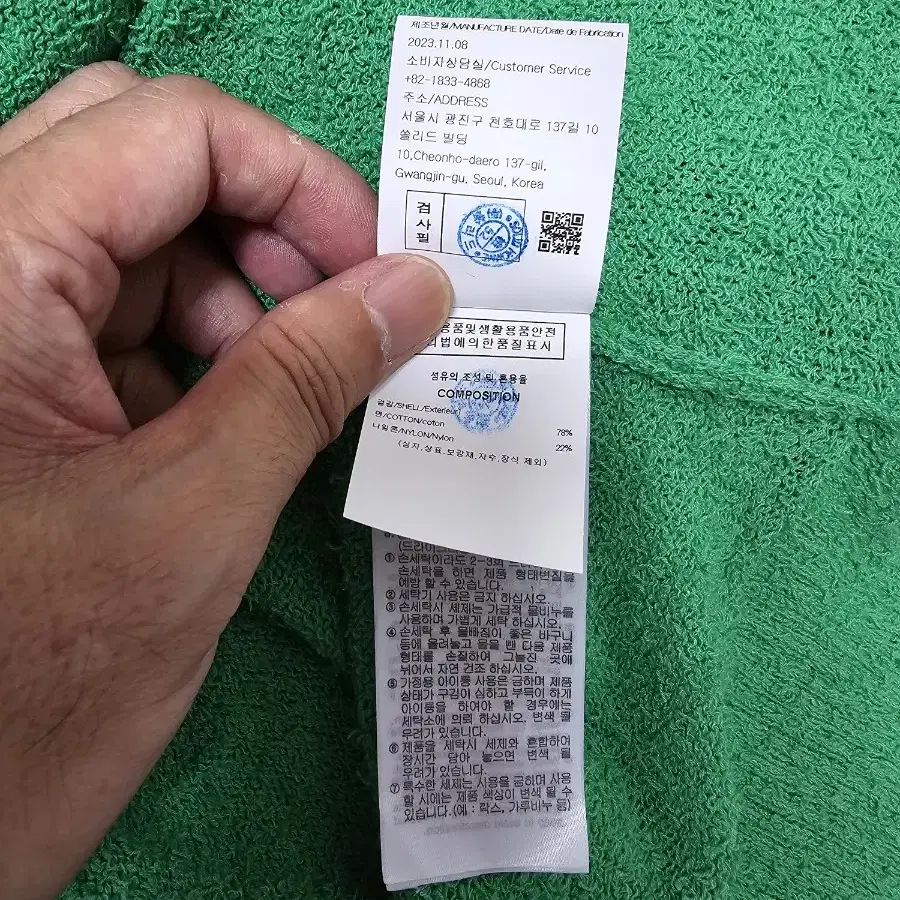 제조년월/MANUFACTURE DATE/Date de Fabrication
2023.11.08
소비자상담실/Customer Service
+82-1833-4868
주소/ADDRESS
서울시 광진구 천호대로 137길 10
쏠리드 빌딩
10,Cheonho-daero 137-gil,
Gwangjin-gu, Seoul, Korea
검사필
용품및생활용품안전
법에의한품질표시
섬유의 조성 및 혼용율
COMPOSITION
겉감/SHELL/Exterieur)
면/COTTON/coton 78%
나일론/NYLON/Nylon 22%
(심지,상표,보강재,자수,장식 제외)
① 손세탁이라도 2-3회
손세탁을 하면 제품 형태변질을
예방 할 수 있습니다.
② 세탁기 사용은 금지 하십시오.
③ 손세탁시 세제는 가급적 물비누를
사용하며 가볍게 세탁 하십시오.
④ 손세탁 후 물빠짐이 좋은 바구니
등에 올려놓고 물을 뺀 다음 제품
형태를 손질하여 그늘진 곳에
뉘어서 자연 건조 하십시오.
⑤ 가정용 아이롱 사용은 금하며 제품
상태가 구김이 심하고 부득이 하게
아이롱을 하여야 할 경우에는
세탁소에 의뢰 하십시오. 변색 될
우려가 있습니다.
⑥ 제품을 세탁시 세제와 혼합하여
장시간 담아 놓으면 변색 될
우려가 있습니다.
⑦ 특수한 세제는 사용을 금하며 사용
할 시에는 제품 색상이 변색 될 수
있습니다.(예 : 락스, 가루비누 등)